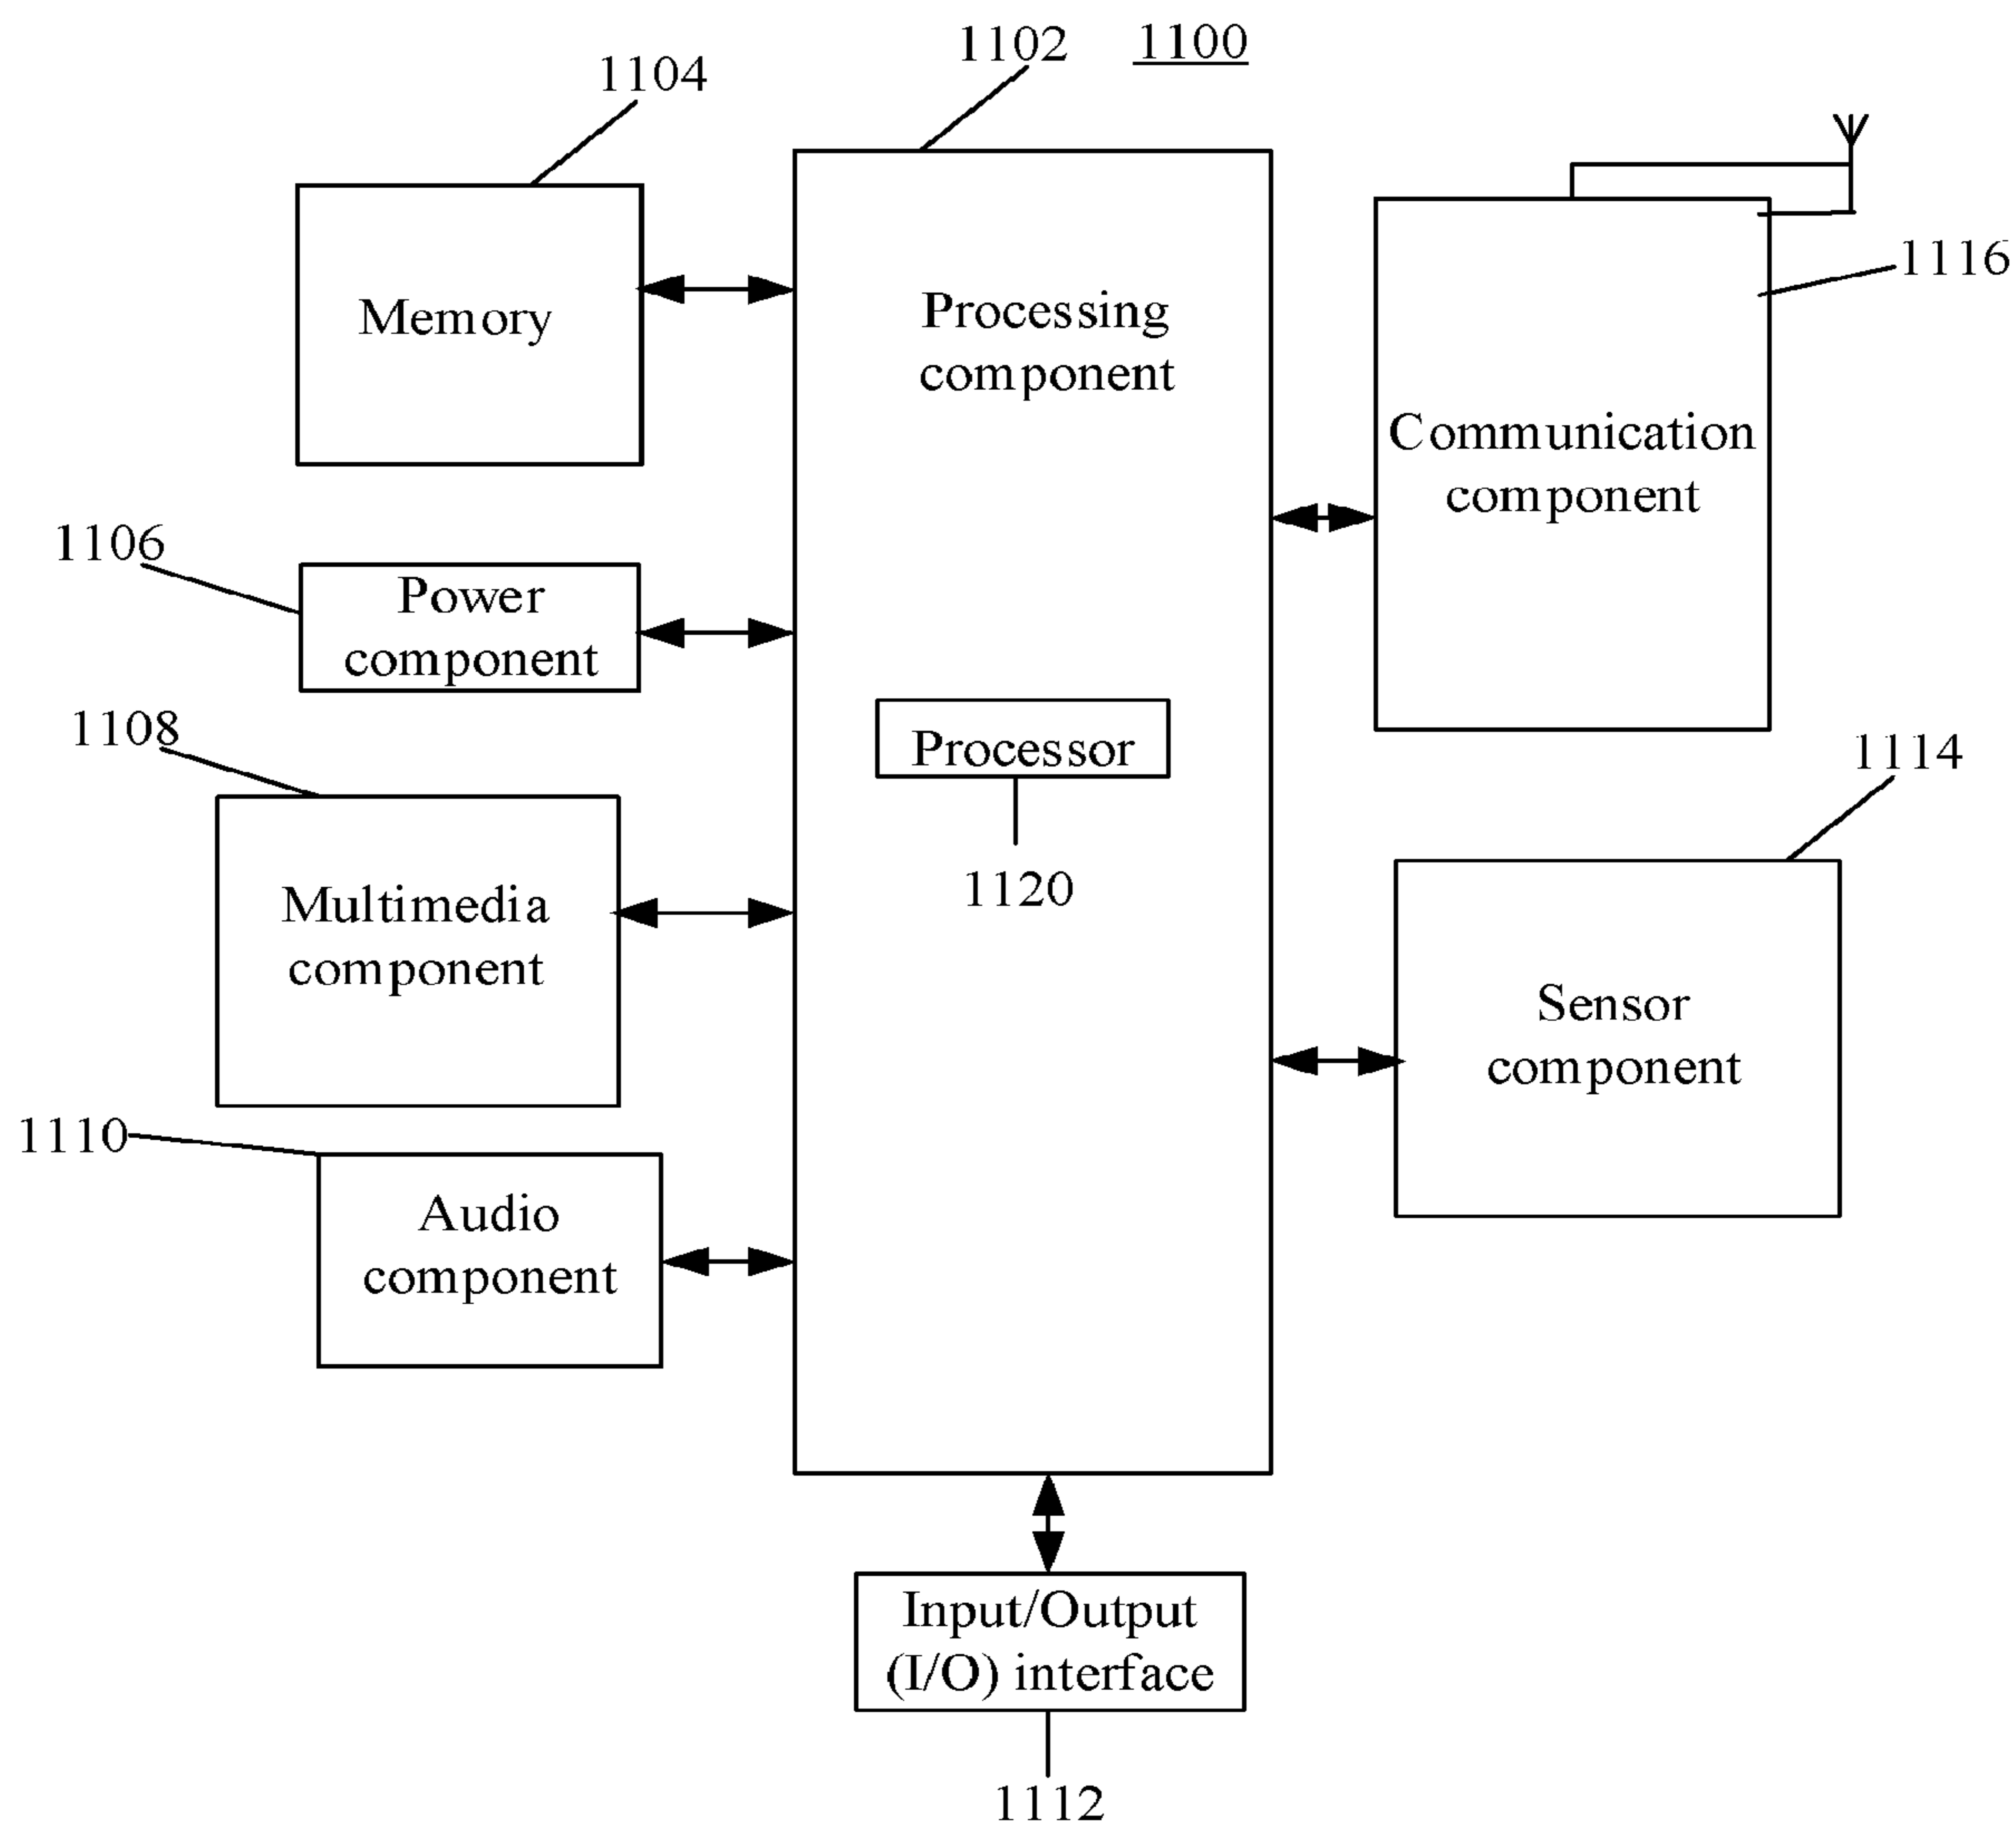 1102
1100
1104
1116
Memory
Processing
component
Communication
component
1106
Power
component
1108
Processor
1120
1114
Multimedia
component
Sensor
component
1110
Audio
component
Input/Output
(I/O) interface
1112